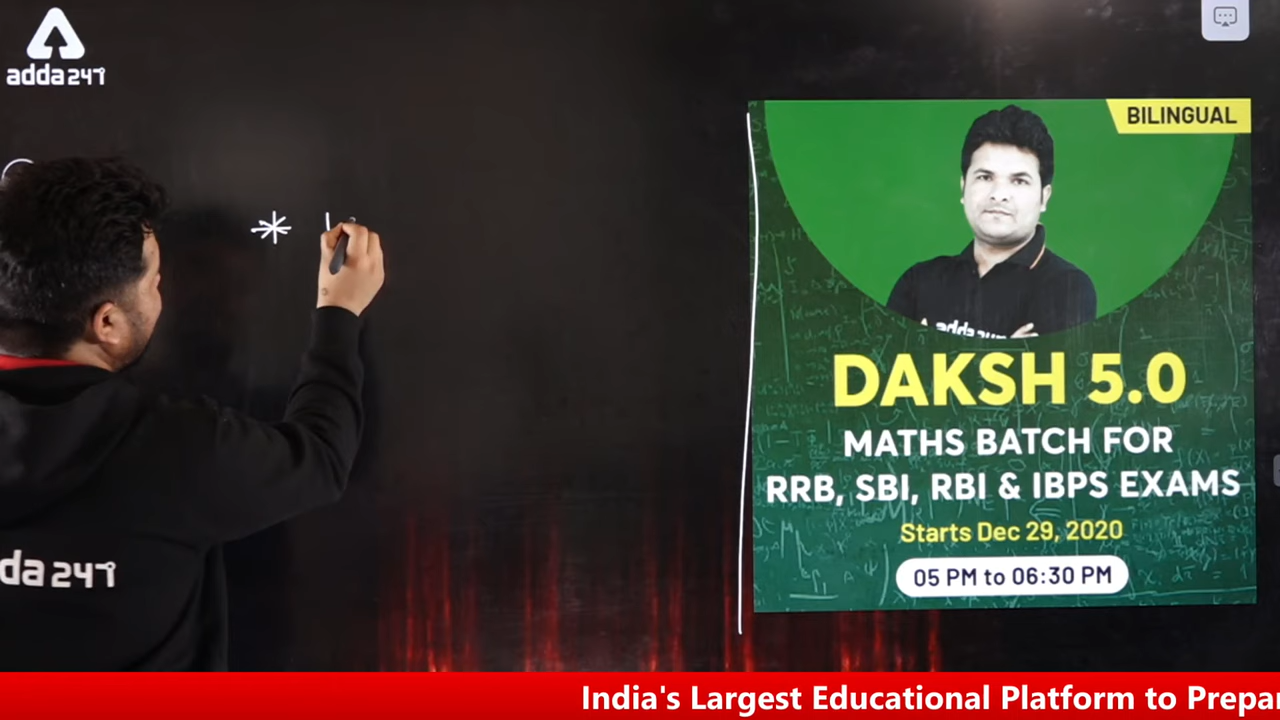 adda247
BILINGUAL
*
DAKSH 5.0
MATHS BATCH FOR
RRB, SBI, RBI & IBPS EXAMS
Starts Dec 29, 2020
05 PM to 06:30 PM
da247
India's Largest Educational Platform to Prepar